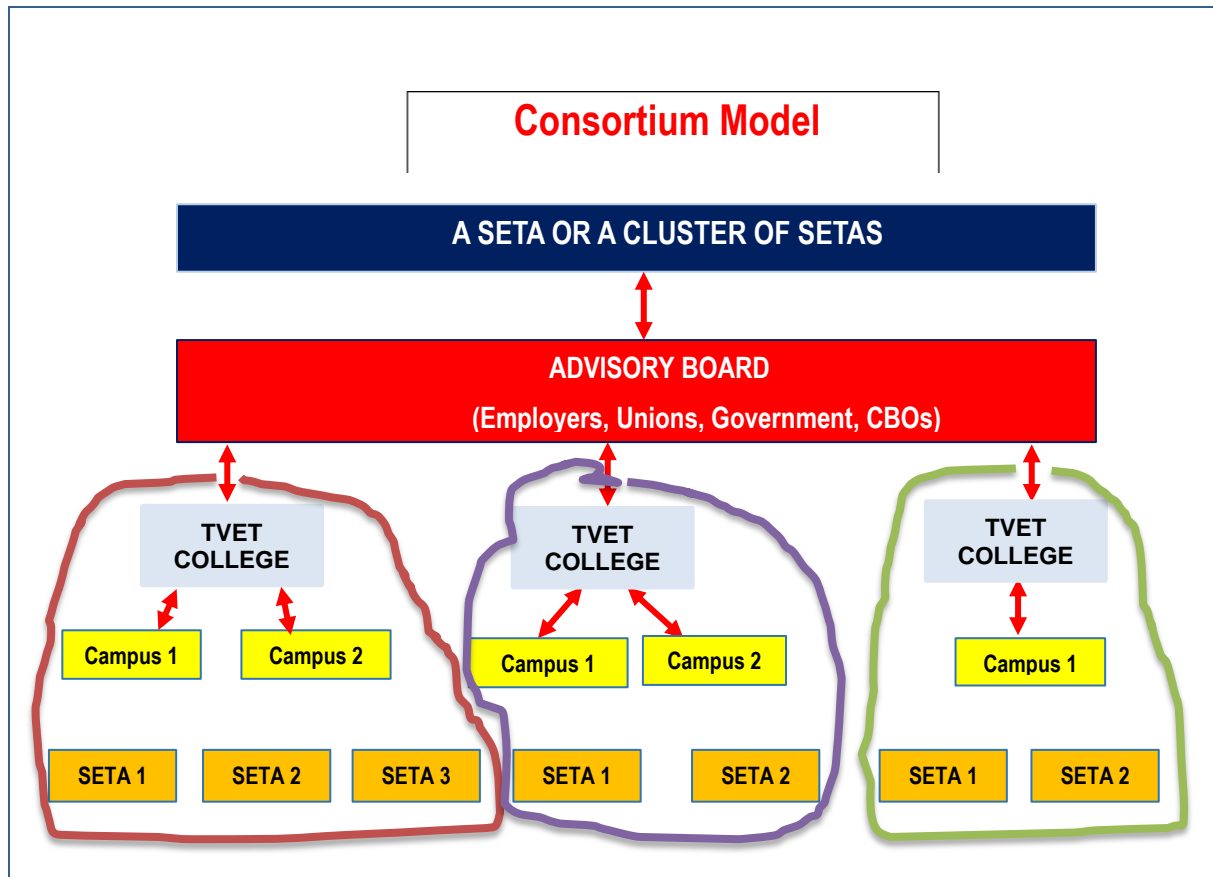 Consortium Model
A SETA OR A CLUSTER OF SETAS
ADVISORY BOARD
(Employers, Unions, Government, CBOs)
TVET
COLLEGE
TVET
COLLEGE
TVET
COLLEGE
Campus 1
Campus 2
Campus 1
Campus 2
Campus 1
SETA 1
SETA 2
SETA 3
SETA 1
SETA 2
SETA 1
SETA 2